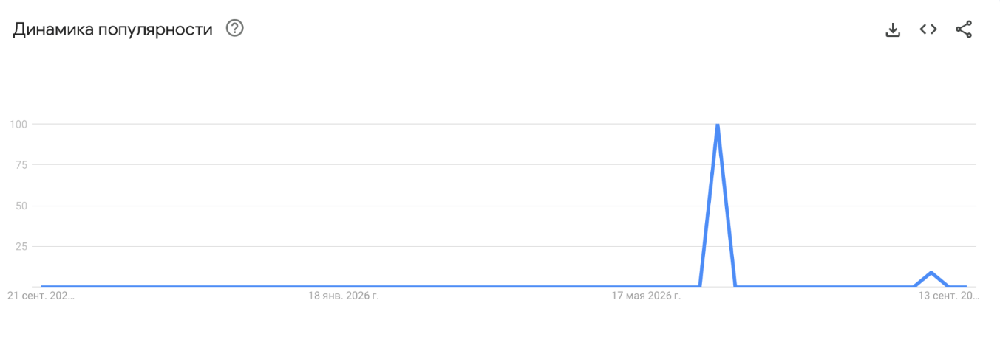 Динамика популярности
100
75
50
25
21 сент. 202…
18 янв. 2026 г.
17 мая 2026 г.
13 сент. 20…